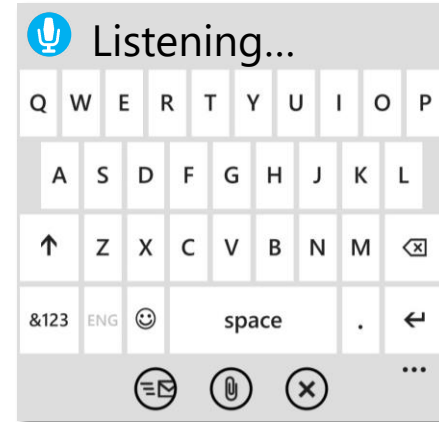 Listening...
Q W E R T Y U I O P
A S D F G H J K L
Z X C V B N M
&123 ENG space .
...